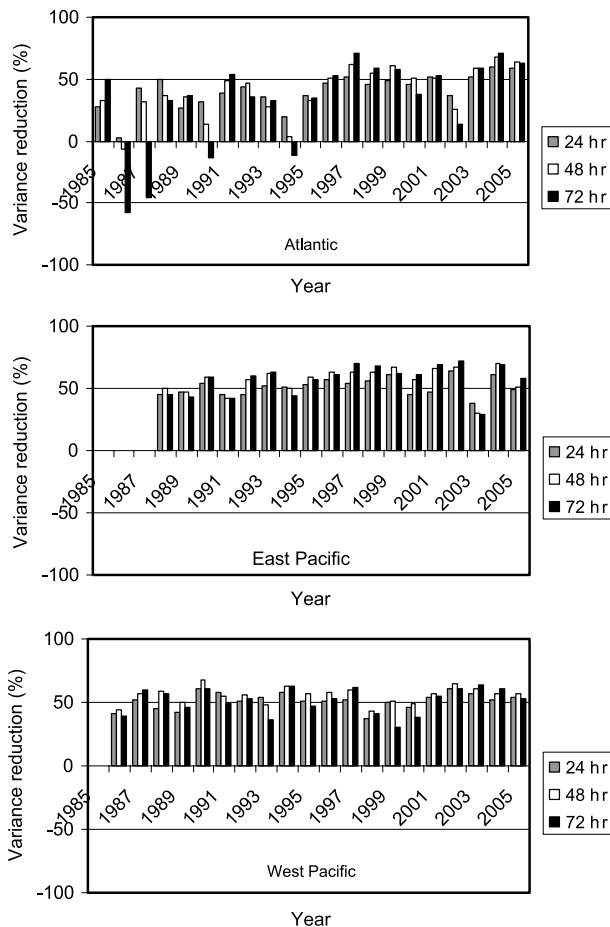 100
50
0
-50
-100
Variance reduction (%)
1985
1987
1989
1991
1993
1995
1997
1999
2001
2003
2005
Atlantic
Year
24 hr
48 hr
72 hr
100
50
0
-50
-100
Variance reduction (%)
1985
1987
1989
1991
1993
1995
1997
1999
2001
2003
2005
East Pacific
Year
24 hr
48 hr
72 hr
100
50
0
-50
-100
Variance reduction (%)
1985
1987
1989
1991
1993
1995
1997
1999
2001
2003
2005
West Pacific
Year
24 hr
48 hr
72 hr